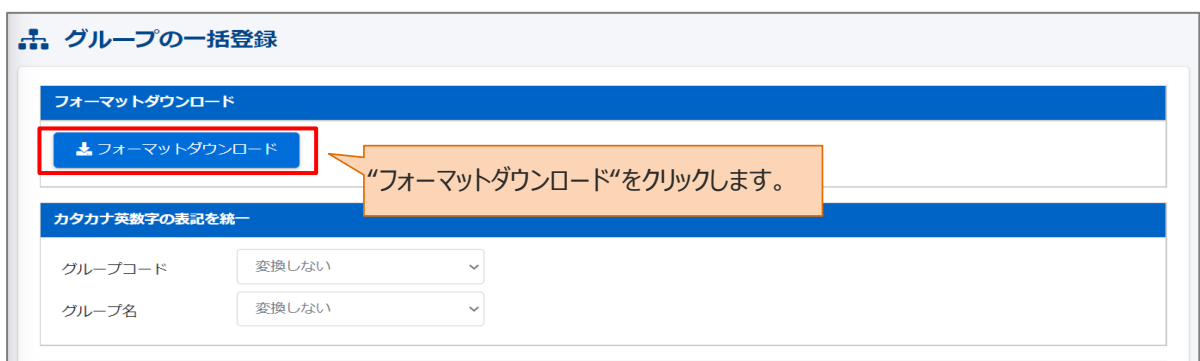 グループの一括登録
フォーマットダウンロード
フォーマットダウンロード
“フォーマットダウンロード“をクリックします。
カタカナ英数字の表記を統一
グループコード 変換しない
グループ名 変換しない